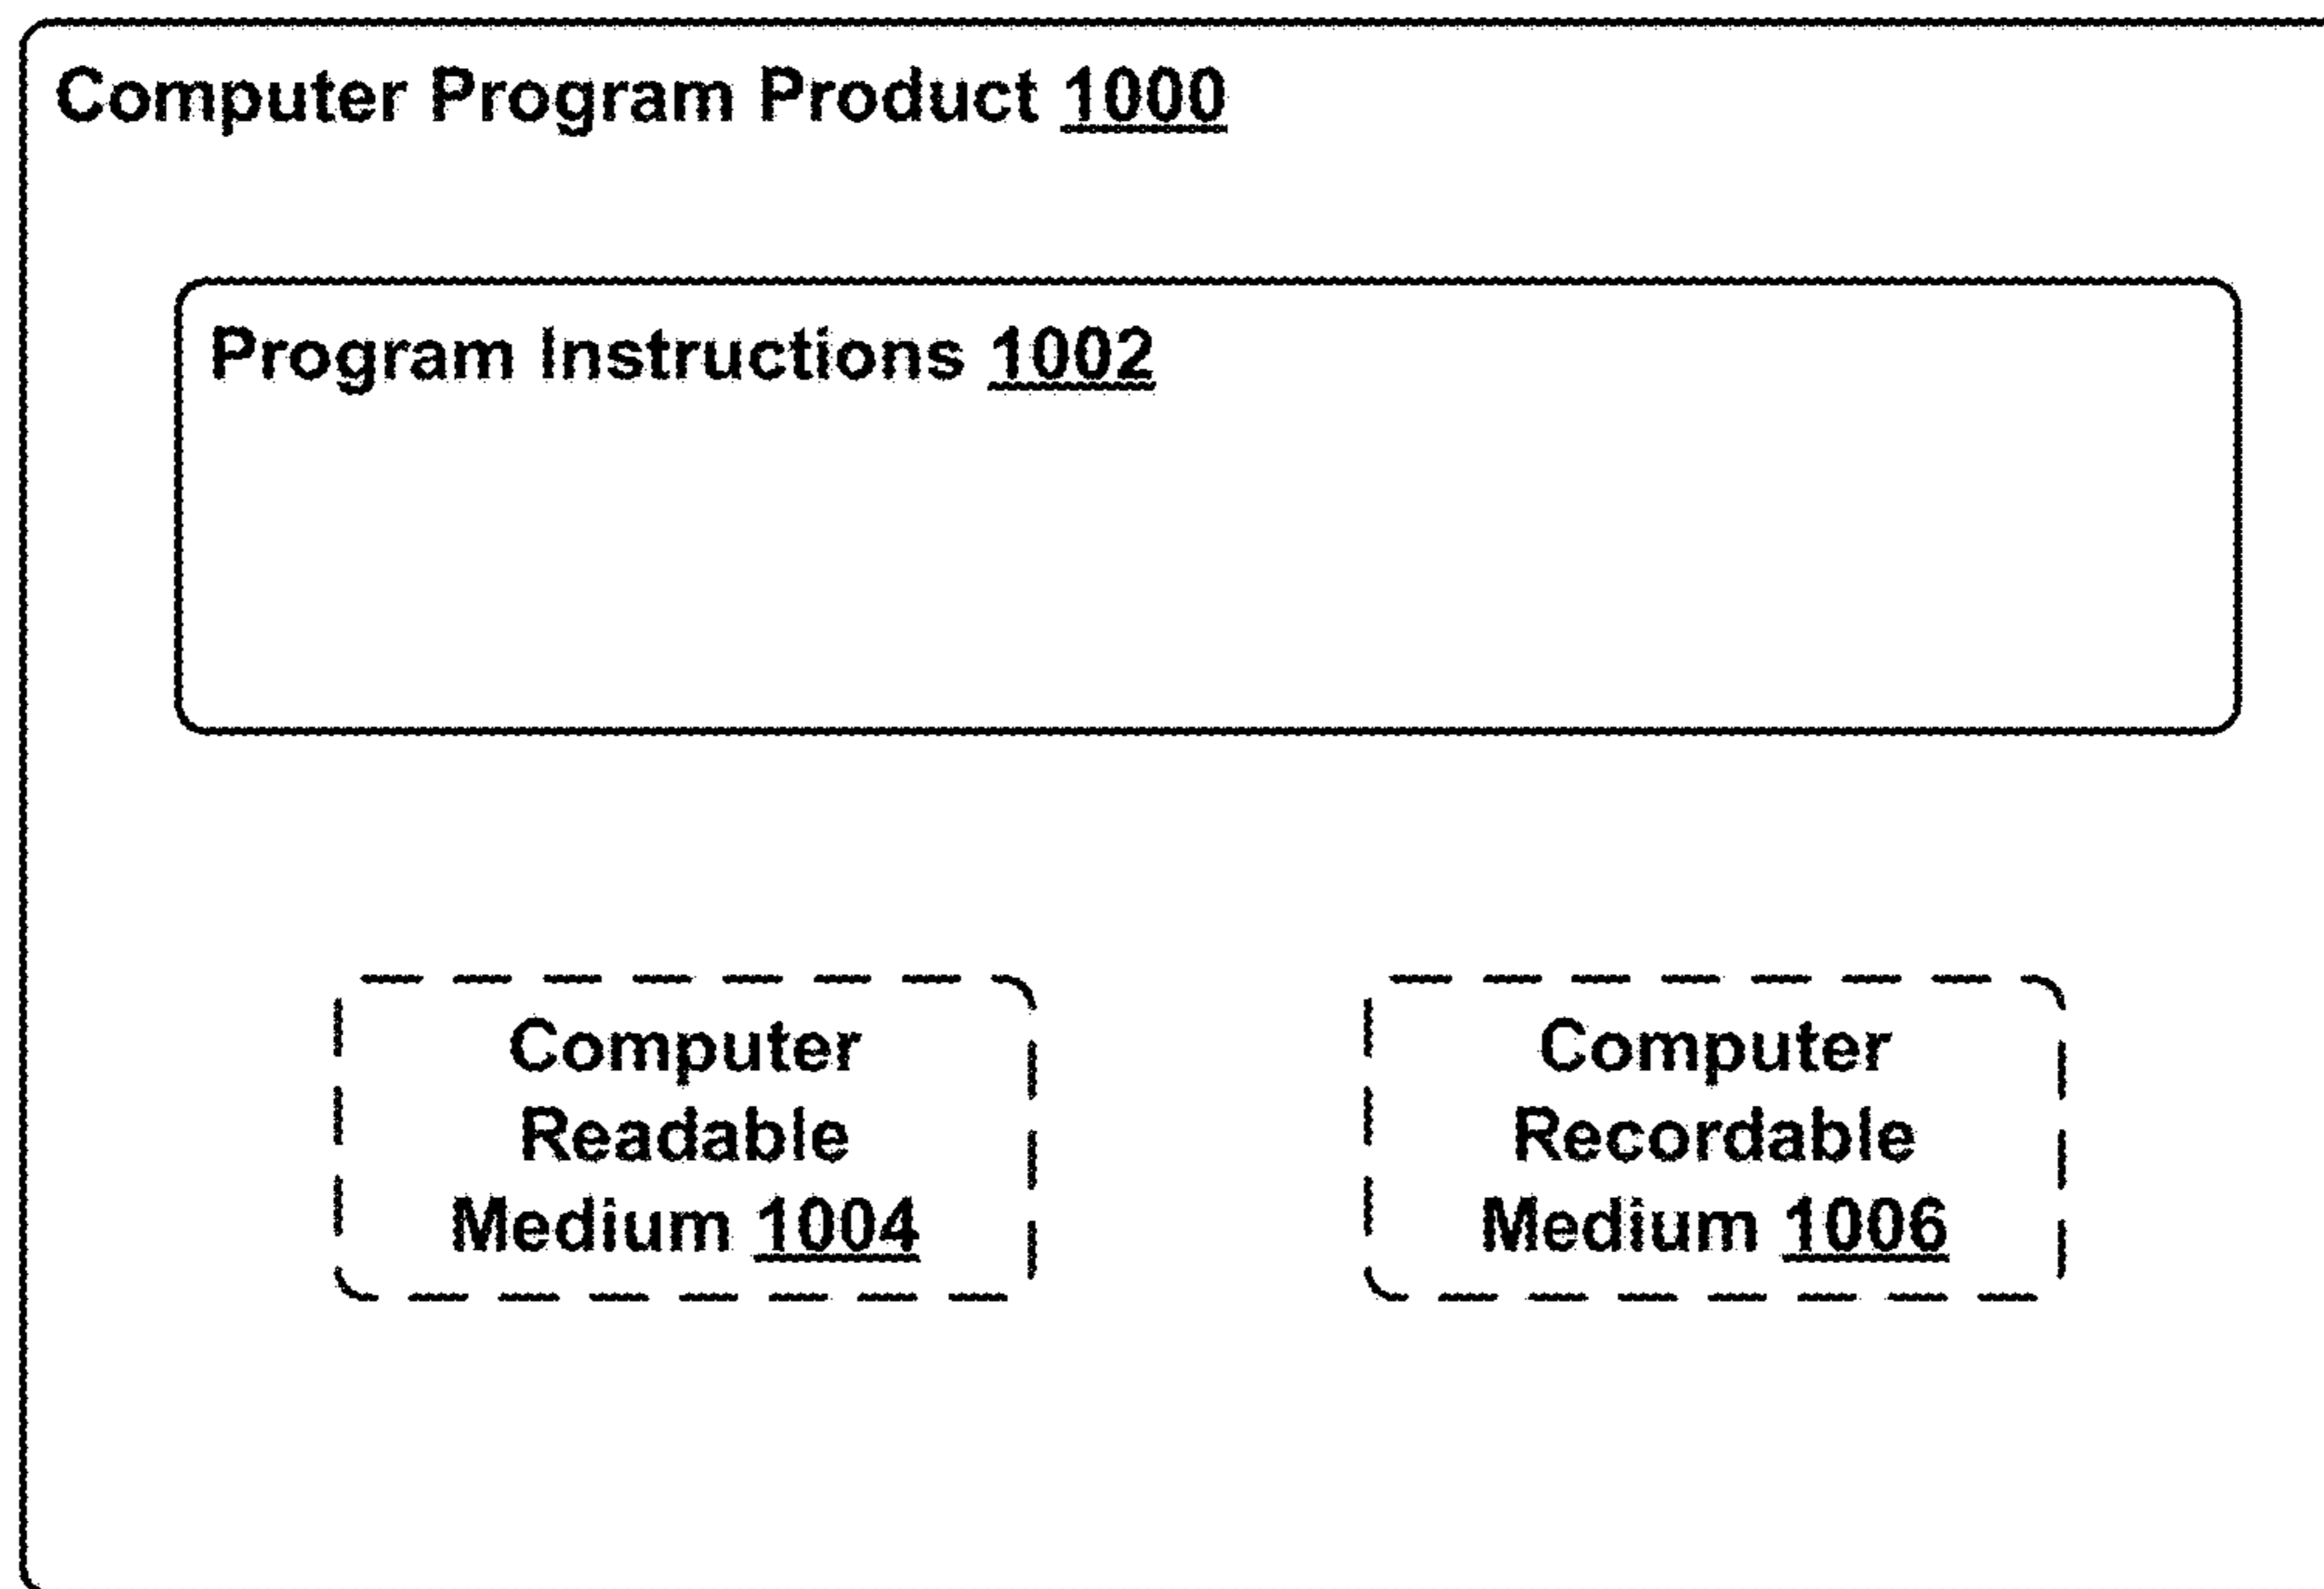 Computer Program Product 1000
Program Instructions 1002
Computer
Readable
Medium 1004
Computer
Recordable
Medium 1006